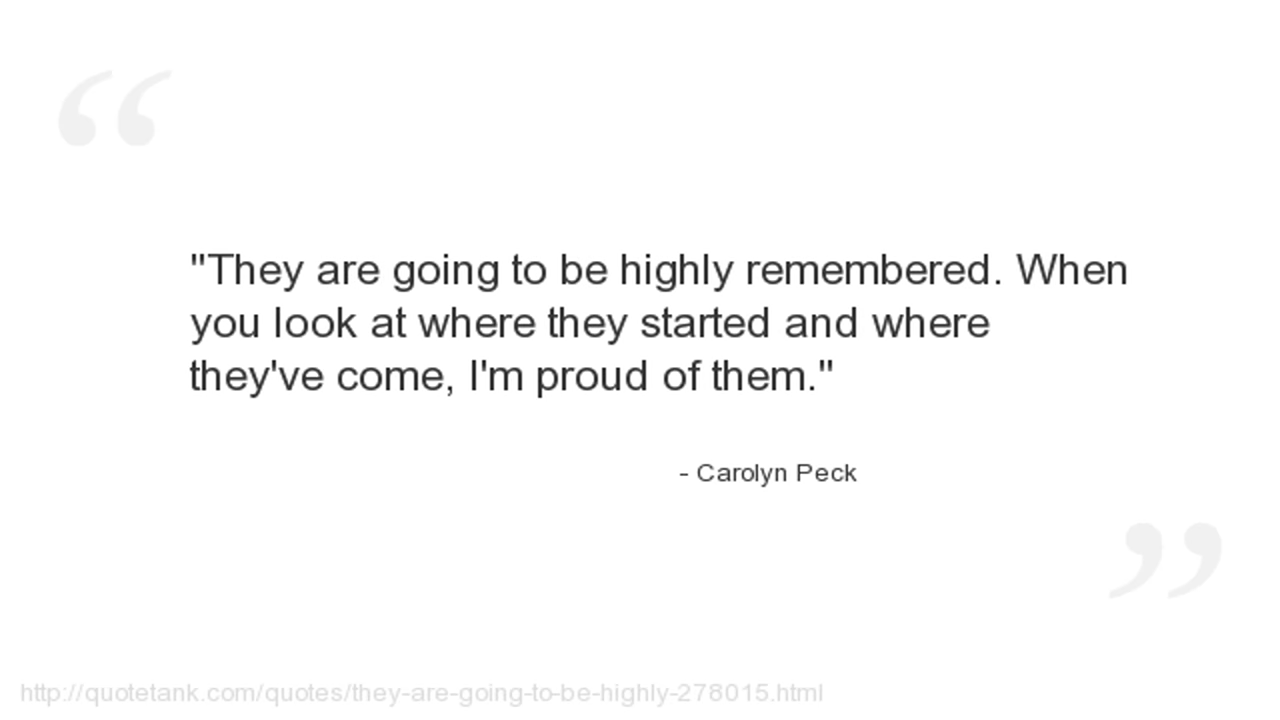 "They are going to be highly remembered. When
you look at where they started and where
they've come, I'm proud of them."
- Carolyn Peck
http://quotetank.com/quotes/they-are-going-to-be-highly-278015.html